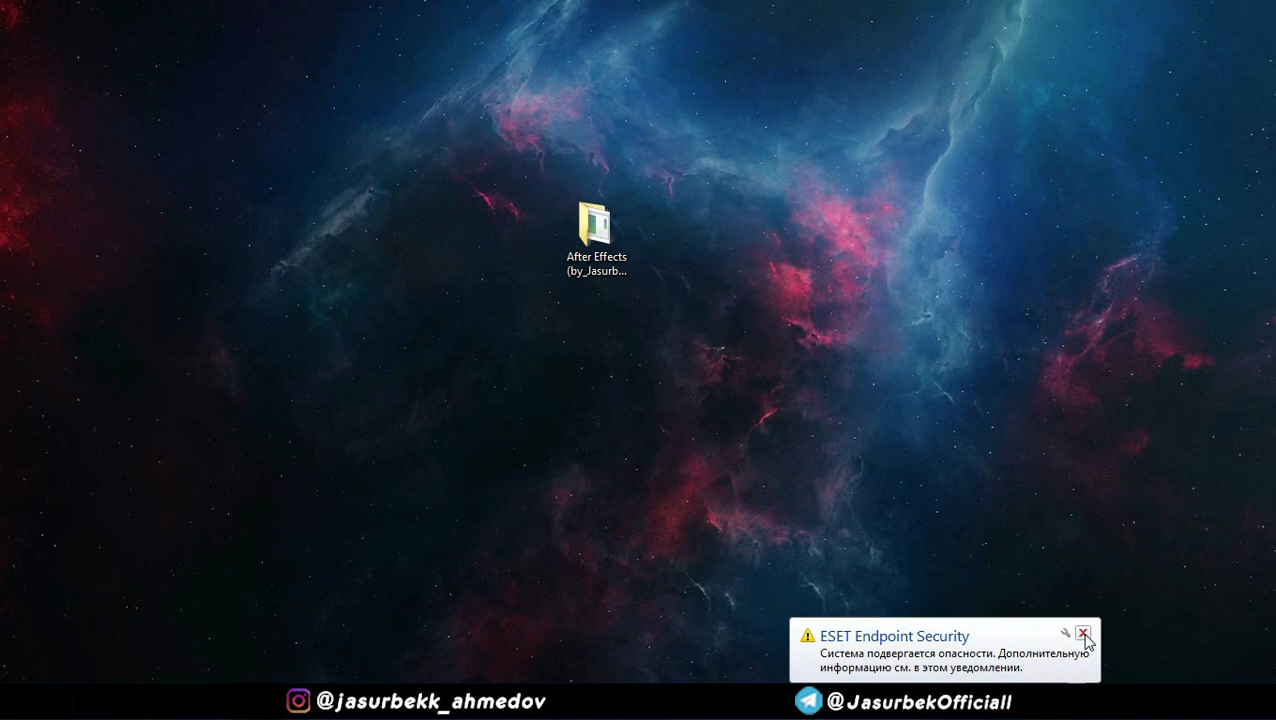 After Effects
(by_Jasurb...
ESET Endpoint Security
Система подвергается опасности. Дополнительную
информацию см. в этом уведомлении.
@jasurbekk_ahmedov
@JasurbekOfficiall